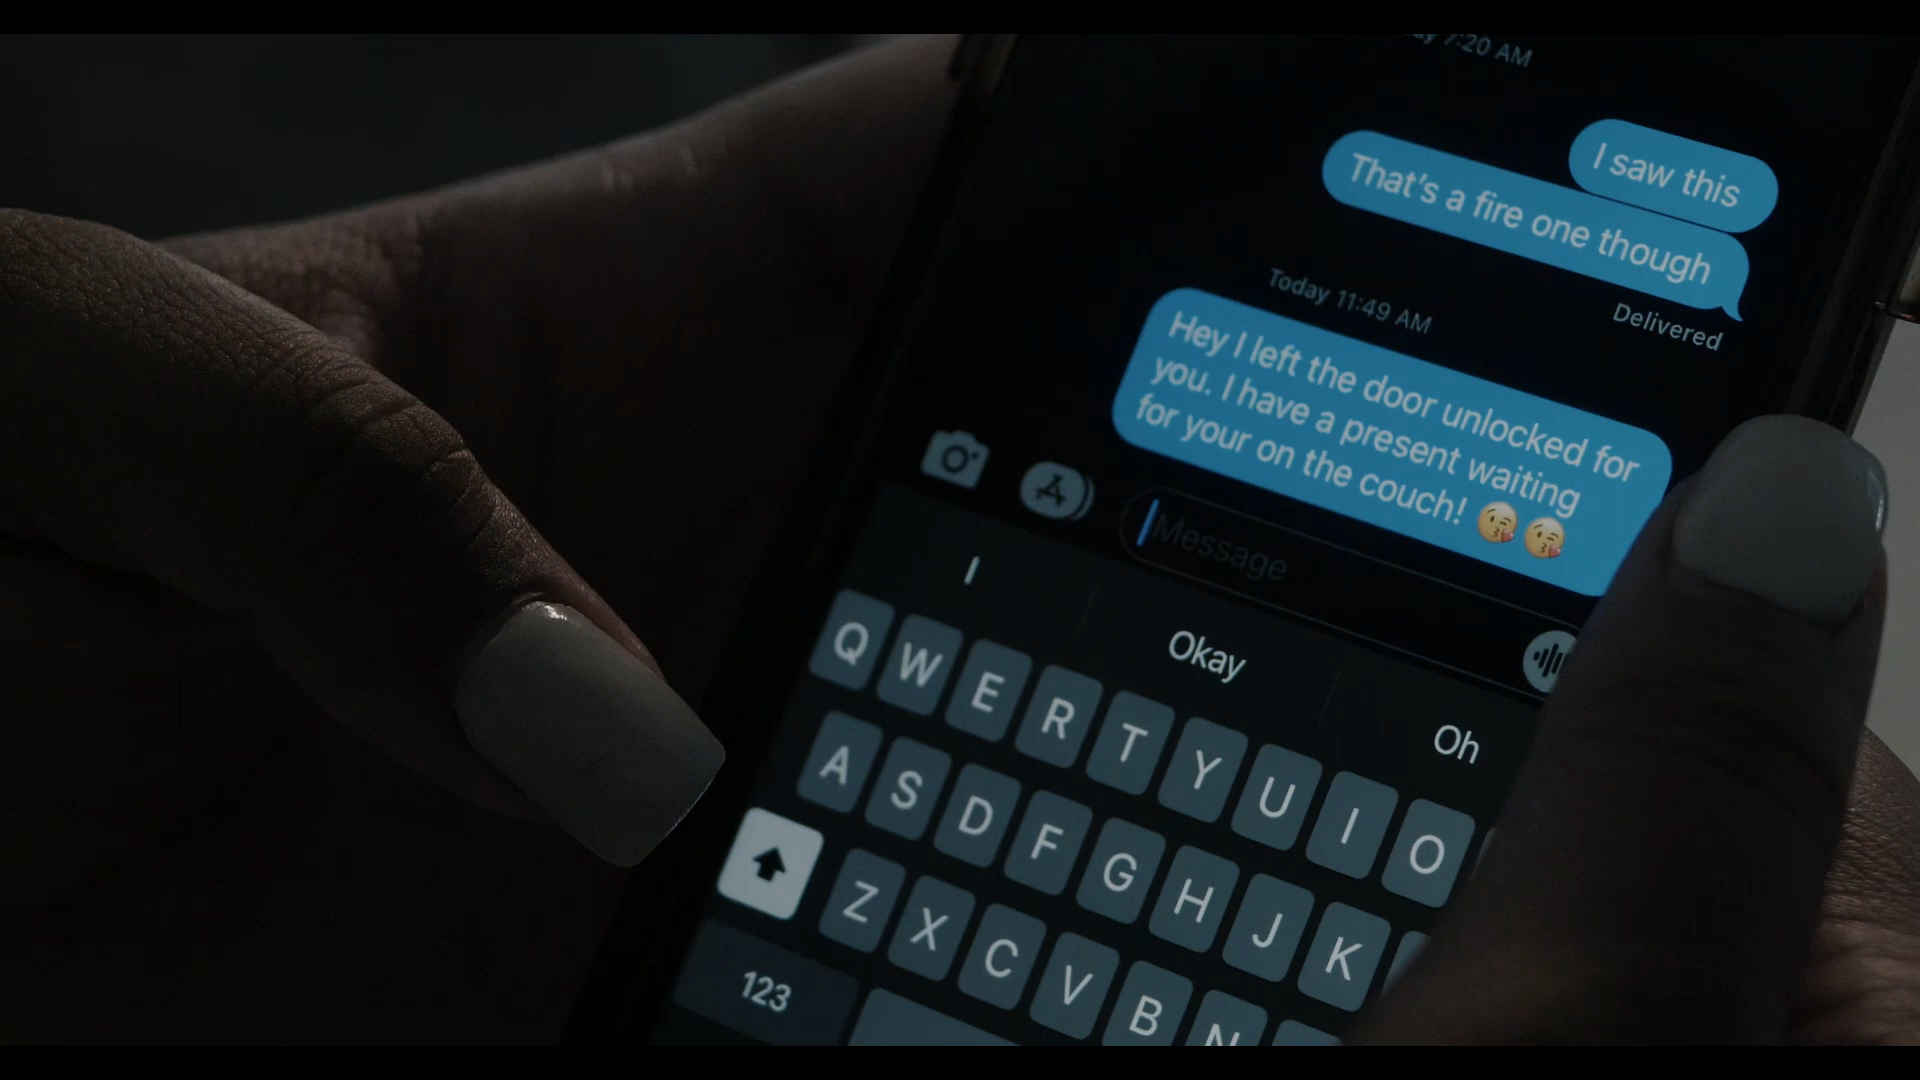 7:20 AM
I saw this
That's a fire one though
Delivered
Today 11:49 AM
Hey I left the door unlocked for
you. I have a present waiting
for your on the couch! 😘😘
Message
I Okay Oh
Q W E R T Y U I O
A S D F G H J K
Z X C V B N
123